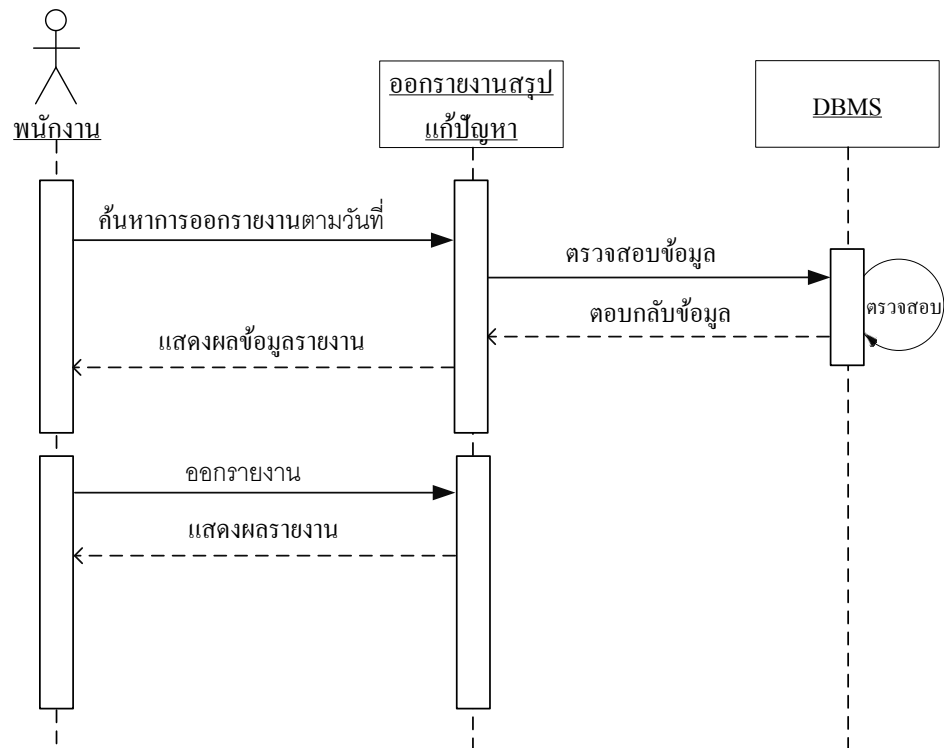 พนักงาน
ออกรายงานสรุป
แก้ปัญหา
DBMS
ค้นหาการออกรายงานตามวันที่
ตรวจสอบข้อมูล
ตรวจสอบ
ตอบกลับข้อมูล
แสดงผลข้อมูลรายงาน
ออกรายงาน
แสดงผลรายงาน